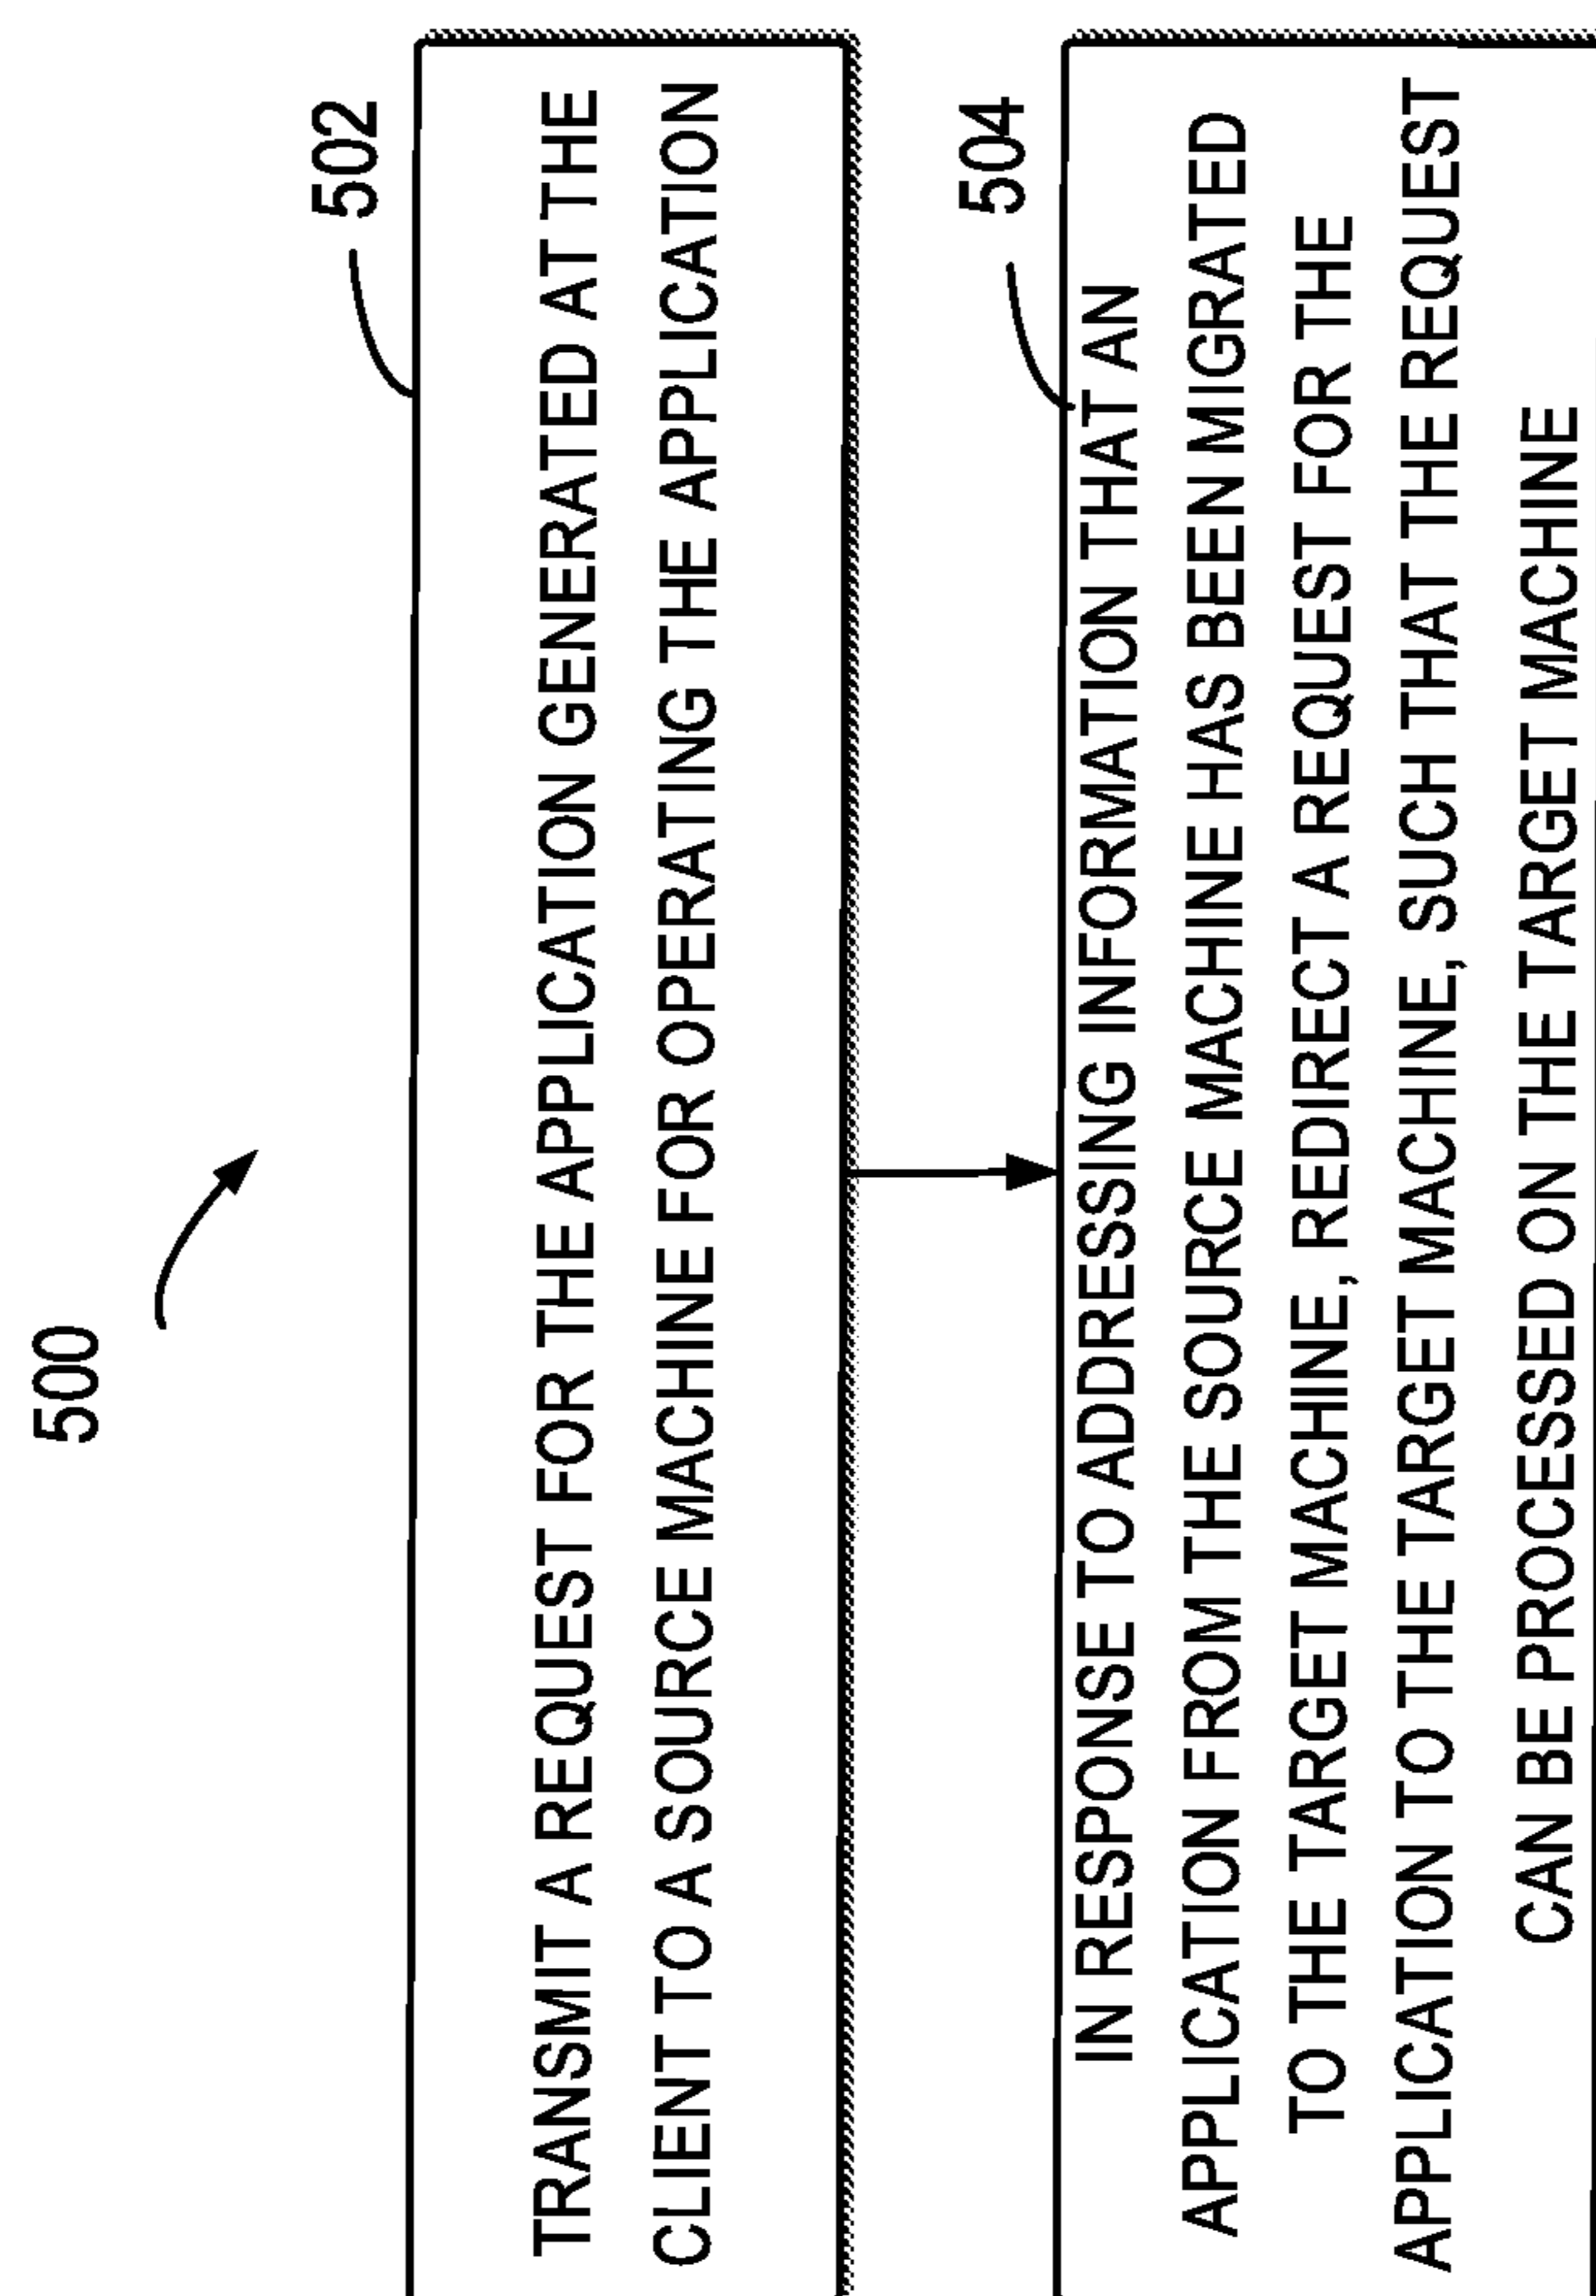 500
502
TRANSMIT A REQUEST FOR THE APPLICATION GENERATED AT THE
CLIENT TO A SOURCE MACHINE FOR OPERATING THE APPLICATION
504
IN RESPONSE TO ADDRESSING INFORMATION THAT AN
APPLICATION FROM THE SOURCE MACHINE HAS BEEN MIGRATED
TO THE TARGET MACHINE, REDIRECT A REQUEST FOR THE
APPLICATION TO THE TARGET MACHINE, SUCH THAT THE REQUEST
CAN BE PROCESSED ON THE TARGET MACHINE